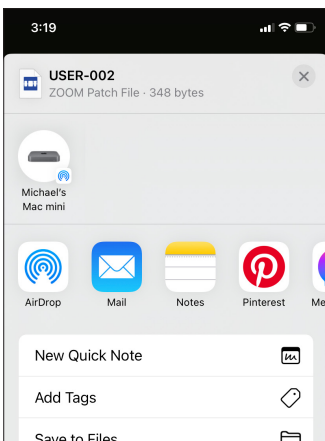 3:19
USER-002
ZOOM Patch File · 348 bytes
Michael's
Mac mini
AirDrop
Mail
Notes
Pinterest
Me
New Quick Note
Add Tags
Save to Files